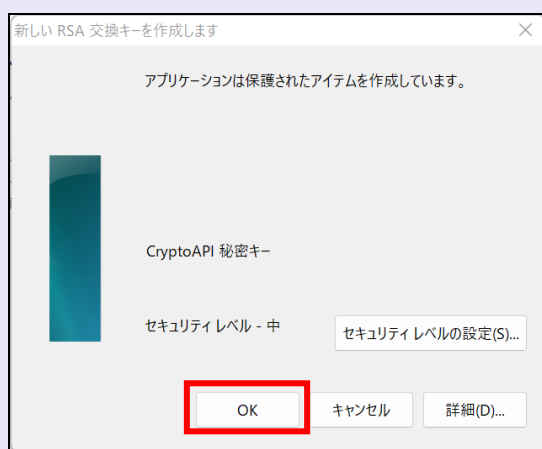 新しい RSA 交換キーを作成します
アプリケーションは保護されたアイテムを作成しています。
CryptoAPI 秘密キー
セキュリティ レベル - 中
セキュリティ レベルの設定(S)...
OK
キャンセル
詳細(D)...